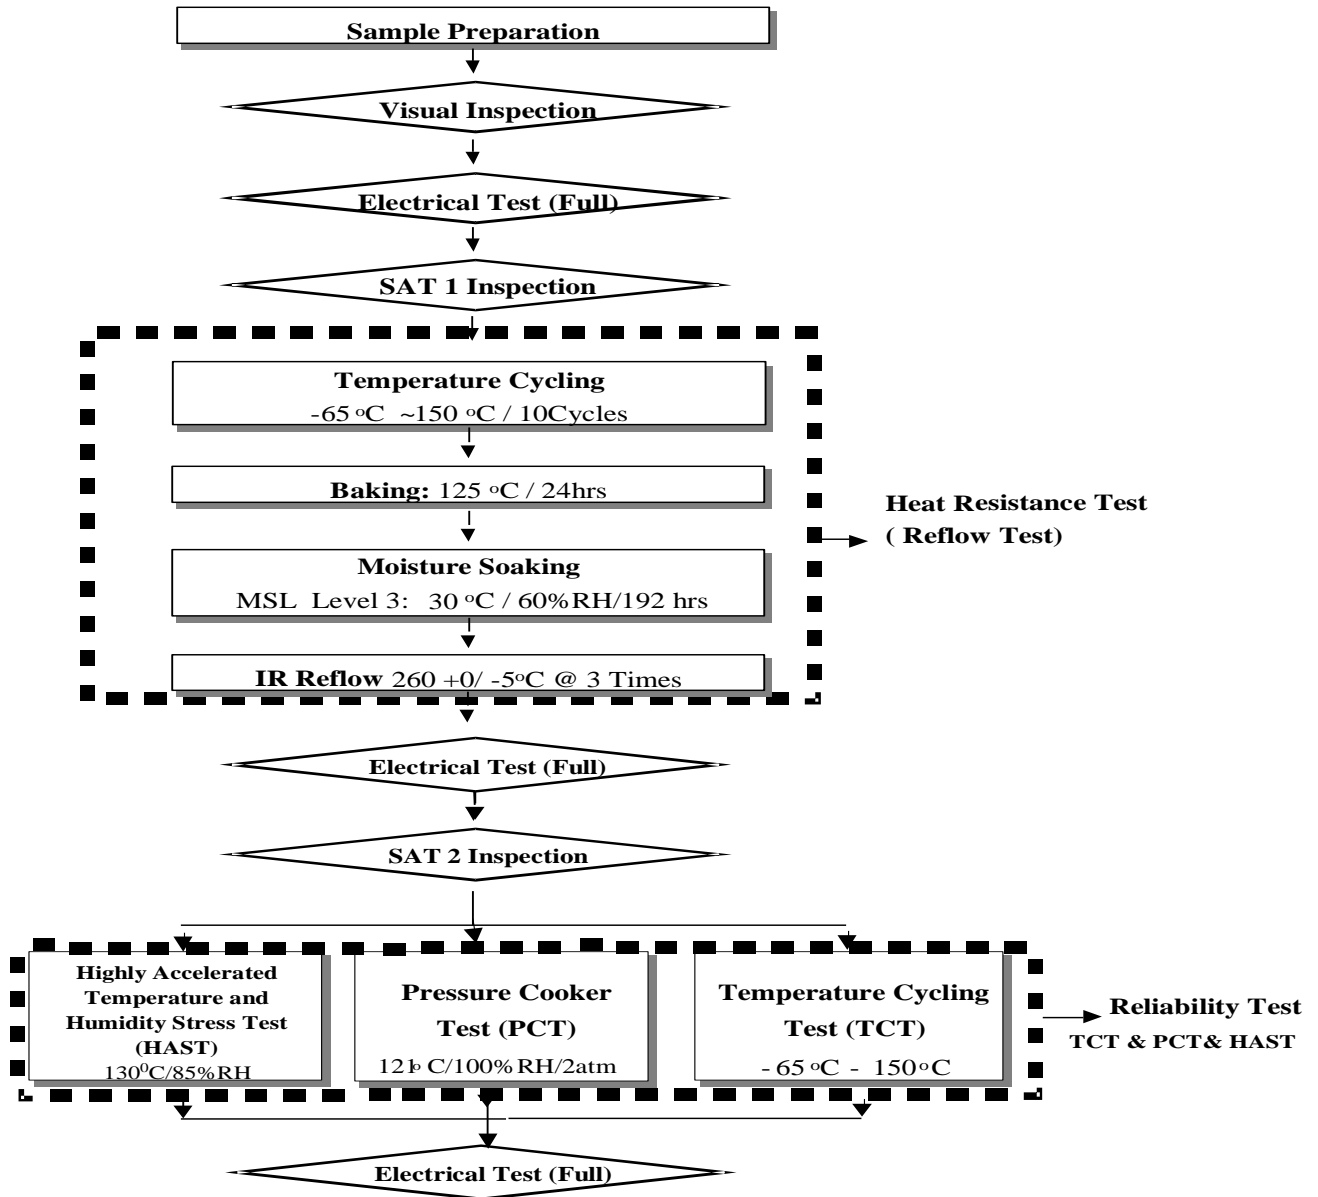 Sample Preparation
Visual Inspection
Electrical Test (Full)
SAT 1 Inspection
Temperature Cycling
-65 ºC ~150 ºC / 10Cycles
Baking: 125 ºC / 24hrs
Moisture Soaking
MSL Level 3: 30 ºC / 60%RH/192 hrs
IR Reflow 260 +0/ -5ºC @ 3 Times
Heat Resistance Test
( Reflow Test)
Electrical Test (Full)
SAT 2 Inspection
Highly Accelerated
Temperature and
Humidity Stress Test
(HAST)
130⁰C/85%RH
Pressure Cooker
Test (PCT)
121º C/100%RH/2atm
Temperature Cycling
Test (TCT)
- 65 ºC - 150ºC
Reliability Test
TCT & PCT& HAST
Electrical Test (Full)